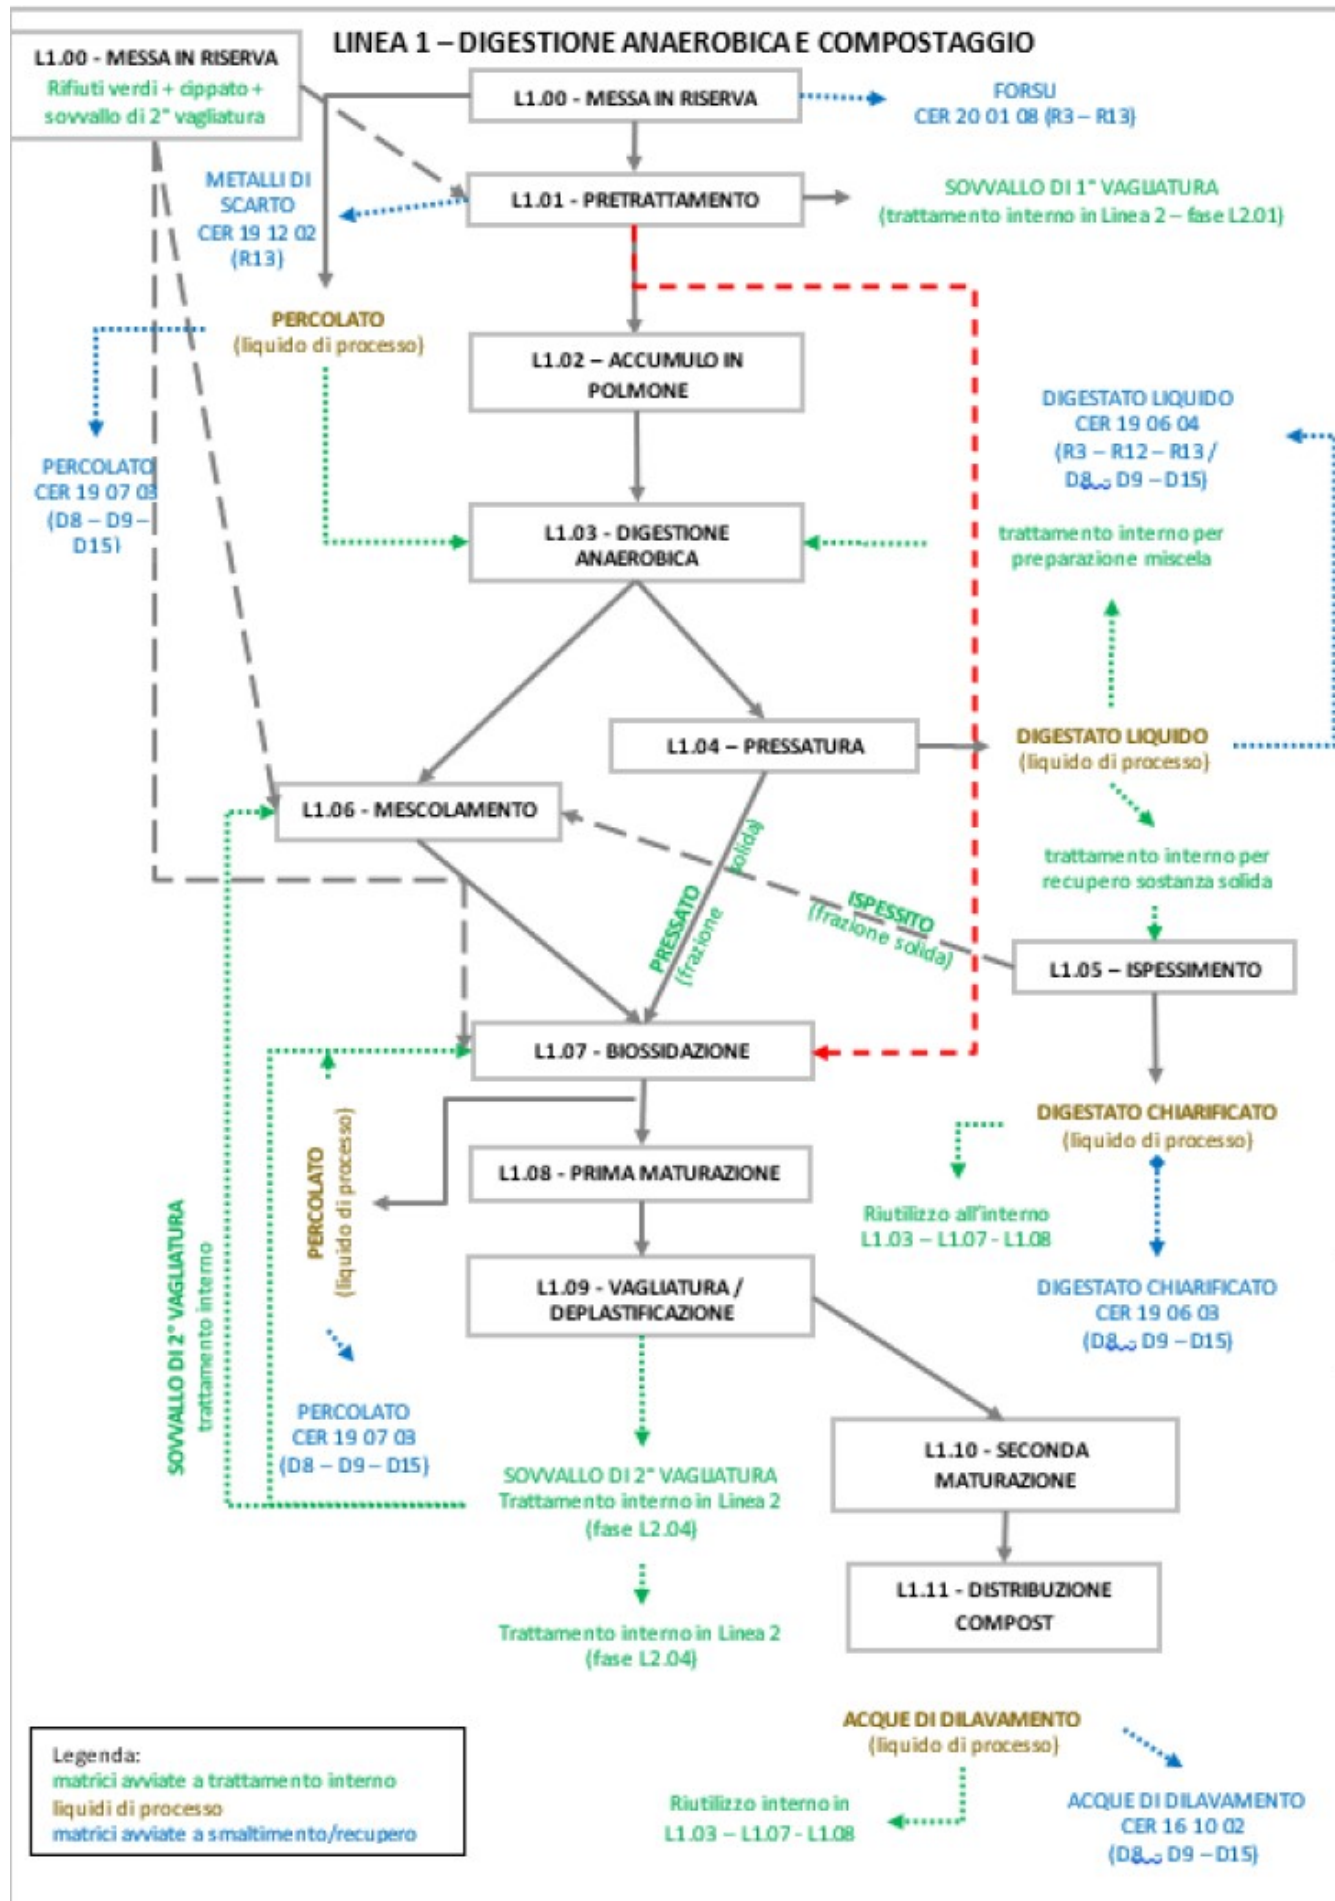 LINEA 1 – DIGESTIONE ANAEROBICA E COMPOSTAGGIO
L1.00 - MESSA IN RISERVA
Rifiuti verdi + cippato +
sovvallo di 2° vagliatura
L1.00 - MESSA IN RISERVA
FORSU
CER 20 01 08 (R3 – R13)
METALLI DI
SCARTO
CER 19 12 02
(R13)
L1.01 - PRETRATTAMENTO
SOVVALLO DI 1° VAGLIATURA
(trattamento interno in Linea 2 – fase L2.01)
PERCOLATO
(liquido di processo)
L1.02 – ACCUMULO IN
POLMONE
PERCOLATO
CER 19 07 03
(D8 – D9 –
D15)
DIGESTATO LIQUIDO
CER 19 06 04
(R3 – R12 – R13 /
D8 – D9 – D15)
L1.03 - DIGESTIONE
ANAEROBICA
trattamento interno per
preparazione miscela
L1.04 – PRESSATURA
DIGESTATO LIQUIDO
(liquido di processo)
L1.06 - MESCOLAMENTO
trattamento interno per
recupero sostanza solida
PRESSATO
(frazione solida)
ISPESSITO
(frazione solida)
L1.05 – ISPESSIMENTO
L1.07 - BIOSSIDAZIONE
DIGESTATO CHIARIFICATO
(liquido di processo)
PERCOLATO
(liquido di processo)
L1.08 - PRIMA MATURAZIONE
Riutilizzo all'interno
L1.03 – L1.07 - L1.08
SOVVALLO DI 2° VAGLIATURA
trattamento interno
L1.09 - VAGLIATURA /
DEPLASTIFICAZIONE
DIGESTATO CHIARIFICATO
CER 19 06 03
(D8 – D9 – D15)
PERCOLATO
CER 19 07 03
(D8 – D9 – D15)
SOVVALLO DI 2° VAGLIATURA
Trattamento interno in Linea 2
(fase L2.04)
L1.10 - SECONDA
MATURAZIONE
L1.11 - DISTRIBUZIONE
COMPOST
Trattamento interno in Linea 2
(fase L2.04)
ACQUE DI DILAVAMENTO
(liquido di processo)
Riutilizzo interno in
L1.03 – L1.07 - L1.08
ACQUE DI DILAVAMENTO
CER 16 10 02
(D8 – D9 – D15)
Legenda:
matrici avviate a trattamento interno
liquidi di processo
matrici avviate a smaltimento/recupero